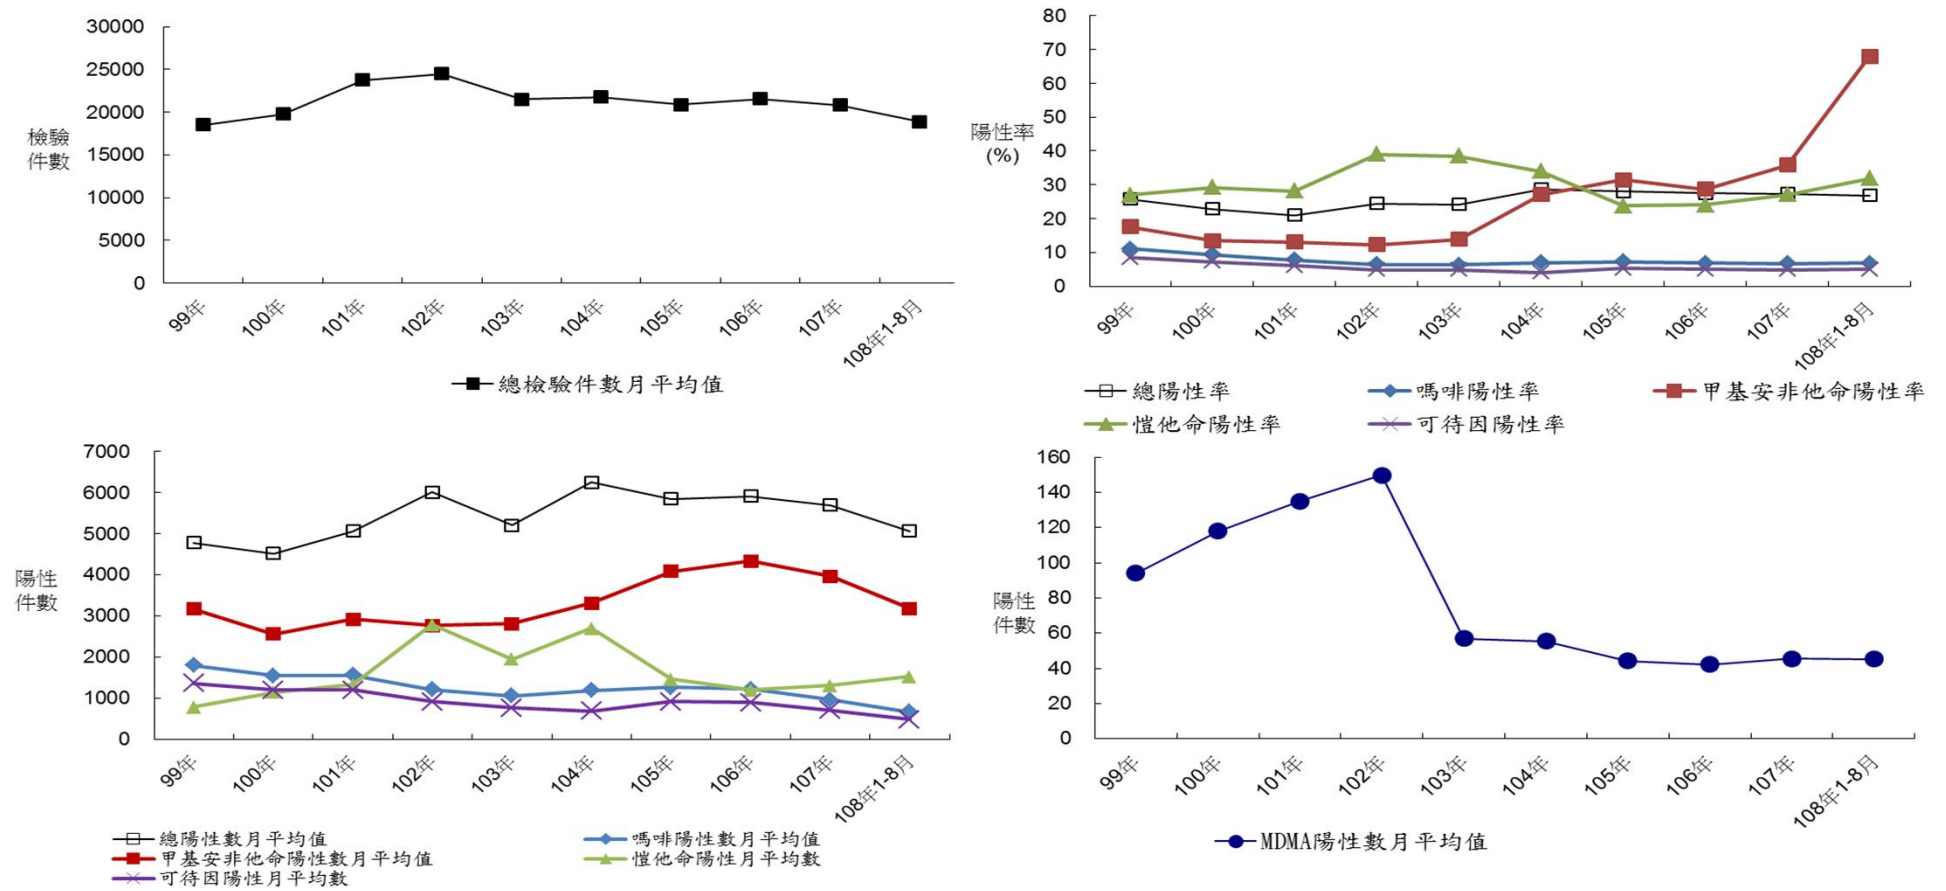 30000
25000
20000
15000
10000
5000
0
檢驗
件數
99年
100年
101年
102年
103年
104年
105年
106年
107年
108年1-8月
總檢驗件數月平均值
80
70
60
50
40
30
20
10
0
陽性率
(%)
99年
100年
101年
102年
103年
104年
105年
106年
107年
108年1-8月
總陽性率
嗎啡陽性率
甲基安非他命陽性率
愷他命陽性率
可待因陽性率
7000
6000
5000
4000
3000
2000
1000
0
陽性
件數
99年
100年
101年
102年
103年
104年
105年
106年
107年
108年1-8月
總陽性數月平均值
嗎啡陽性數月平均值
甲基安非他命陽性數月平均值
愷他命陽性月平均數
可待因陽性月平均數
160
140
120
100
80
60
40
20
0
陽性
件數
99年
100年
101年
102年
103年
104年
105年
106年
107年
108年1-8月
MDMA陽性數月平均值